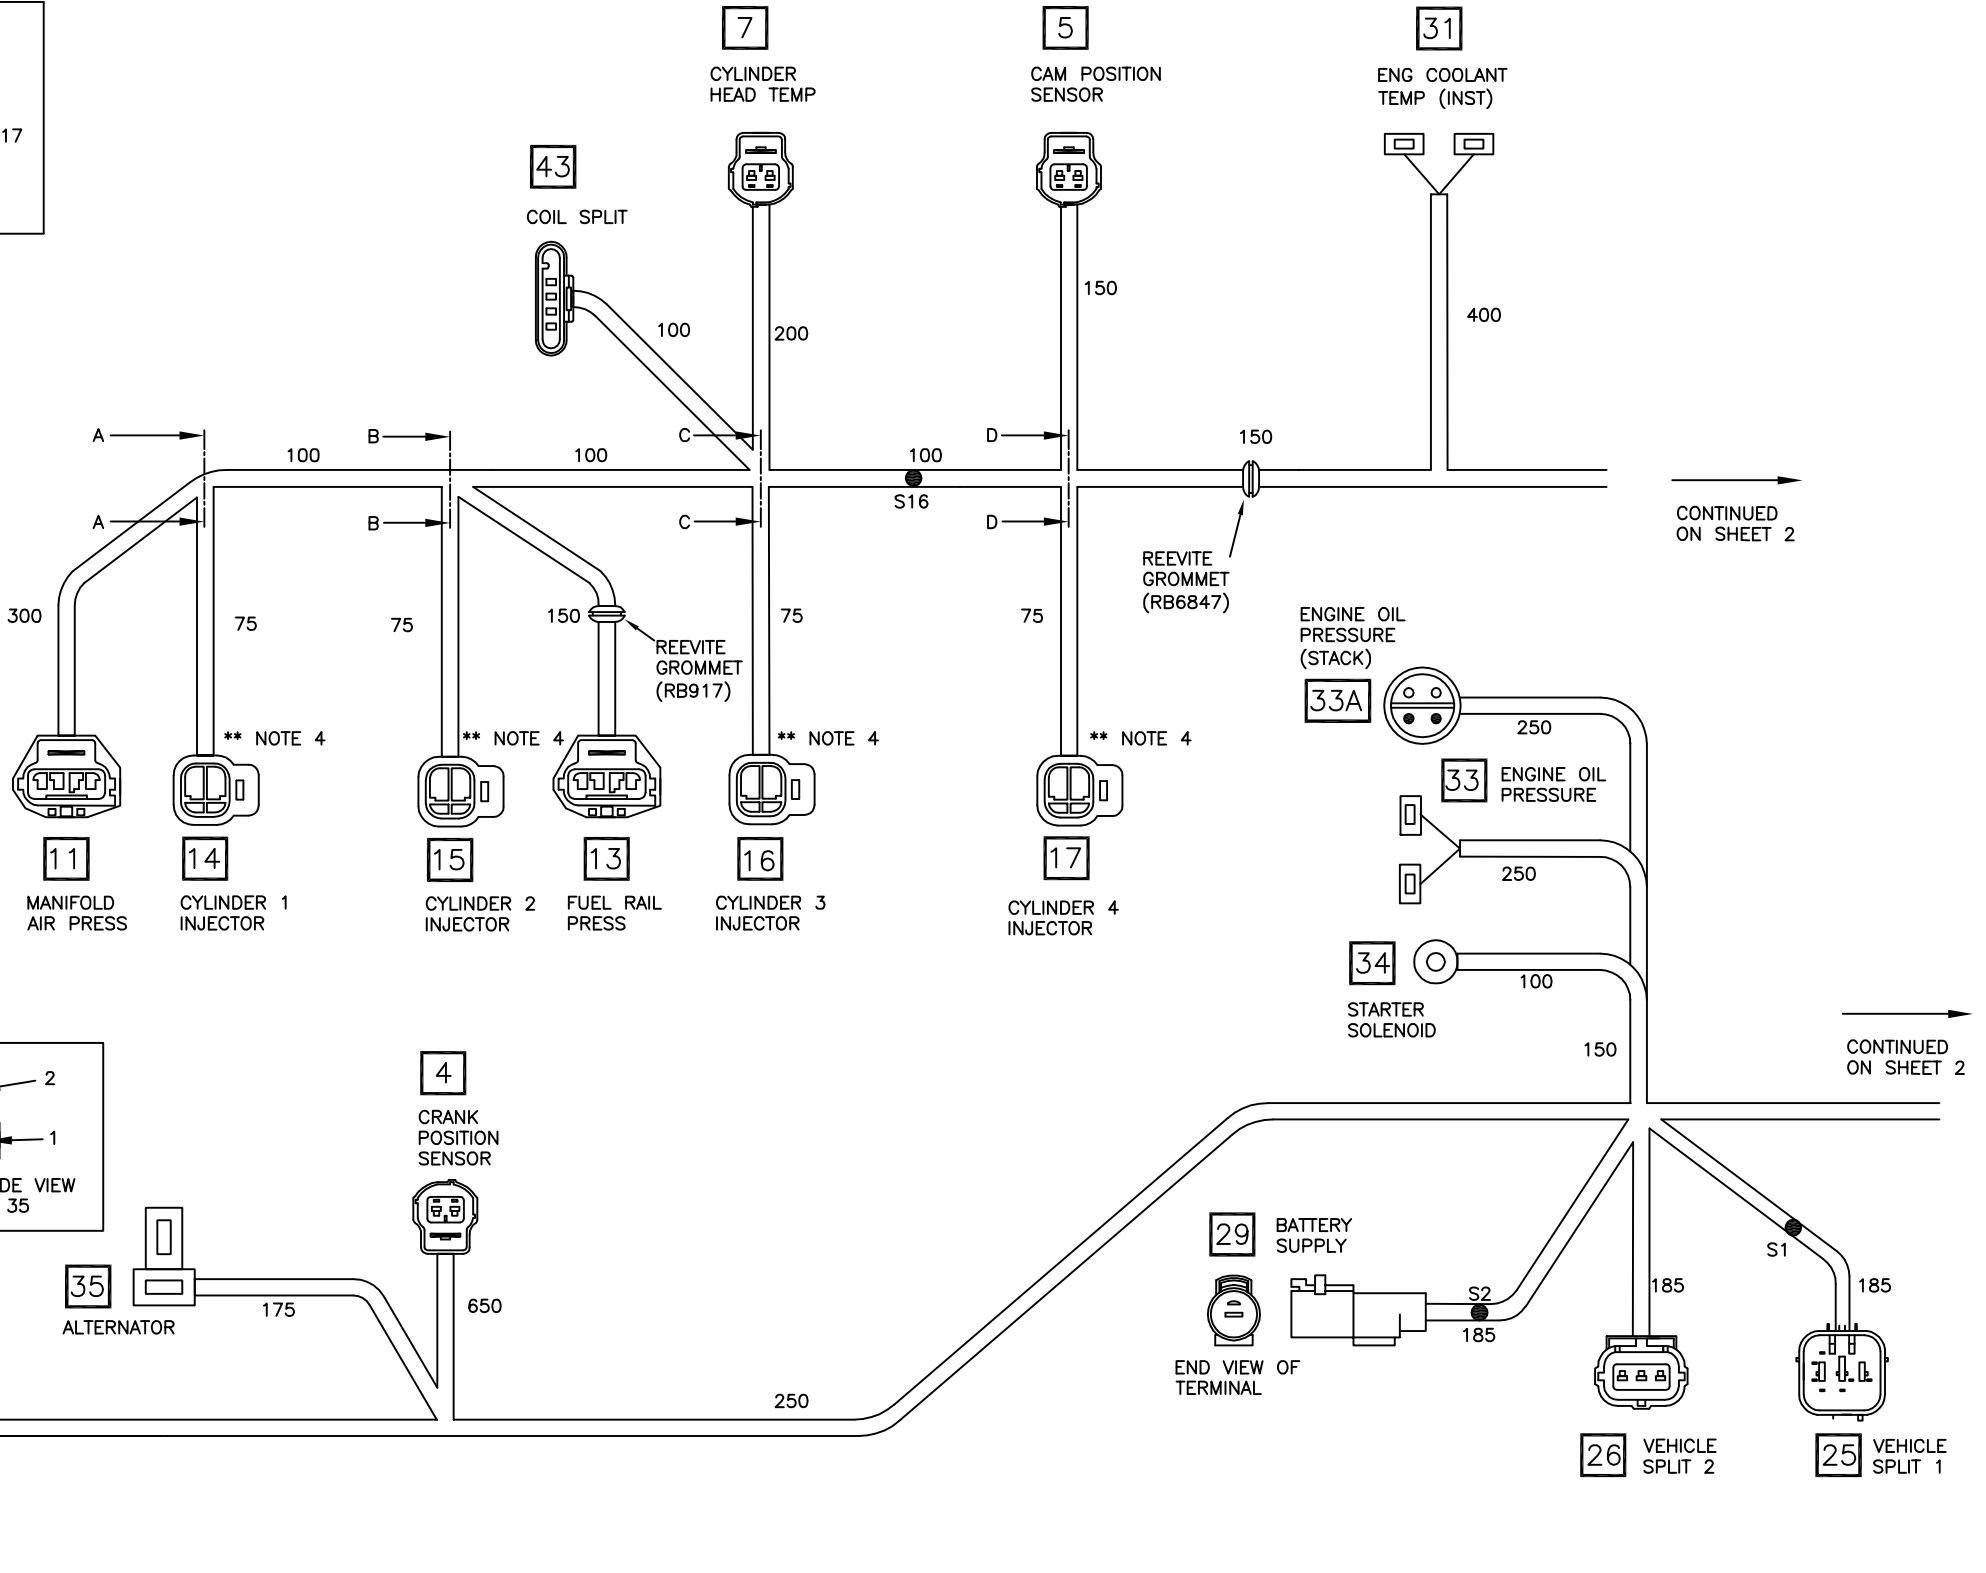 7
5
31
CYLINDER
HEAD TEMP
CAM POSITION
SENSOR
ENG COOLANT
TEMP (INST)
17
43
COIL SPLIT
100
200
150
400
A
B
C
D
100
100
100
150
S16
A
B
C
D
CONTINUED
ON SHEET 2
REEVITE
GROMMET
(RB6847)
300
75
75
150
75
75
REEVITE
GROMMET
(RB917)
ENGINE OIL
PRESSURE
(STACK)
33A
250
** NOTE 4
** NOTE 4
** NOTE 4
** NOTE 4
33
ENGINE OIL
PRESSURE
250
11
14
15
13
16
17
MANIFOLD
AIR PRESS
CYLINDER 1
INJECTOR
CYLINDER 2
INJECTOR
FUEL RAIL
PRESS
CYLINDER 3
INJECTOR
CYLINDER 4
INJECTOR
34
100
STARTER
SOLENOID
150
CONTINUED
ON SHEET 2
2
1
DE VIEW
35
4
CRANK
POSITION
SENSOR
35
ALTERNATOR
175
650
250
29
BATTERY
SUPPLY
END VIEW OF
TERMINAL
S2
185
185
S1
185
26
VEHICLE
SPLIT 2
25
VEHICLE
SPLIT 1